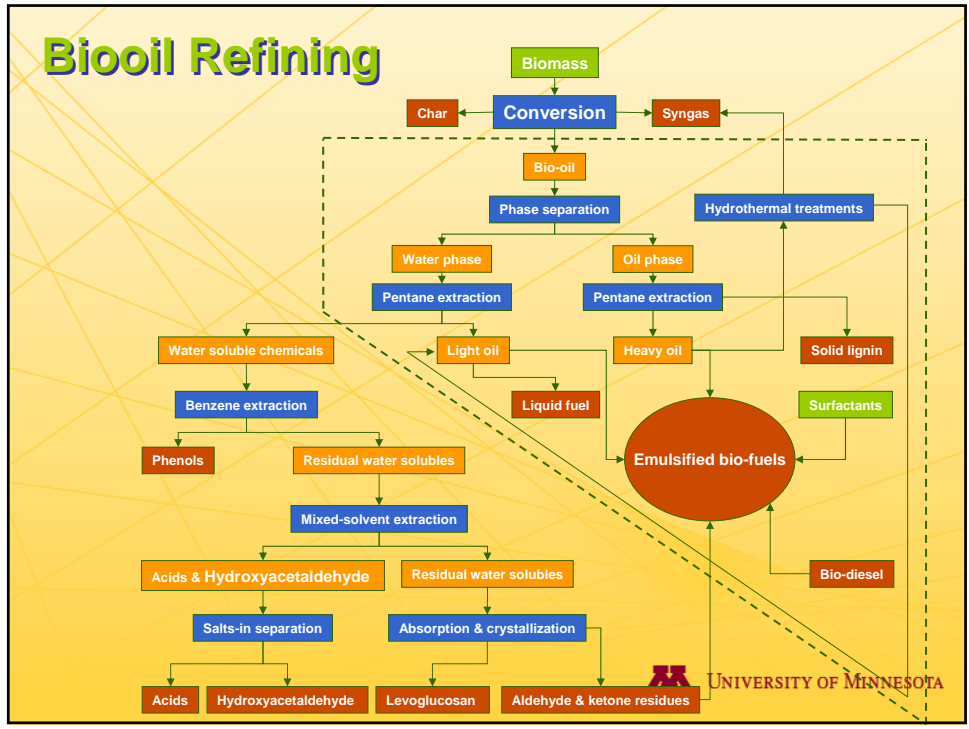 Biooil Refining
Biomass
Char
Conversion
Syngas
Bio-oil
Phase separation
Hydrothermal treatments
Water phase
Oil phase
Pentane extraction
Pentane extraction
Water soluble chemicals
Light oil
Heavy oil
Solid lignin
Benzene extraction
Liquid fuel
Surfactants
Phenols
Residual water solubles
Emulsified bio-fuels
Mixed-solvent extraction
Acids & Hydroxyacetaldehyde
Residual water solubles
Bio-diesel
Salts-in separation
Absorption & crystallization
Acids
Hydroxyacetaldehyde
Levoglucosan
Aldehyde & ketone residues
UNIVERSITY OF MINNESOTA